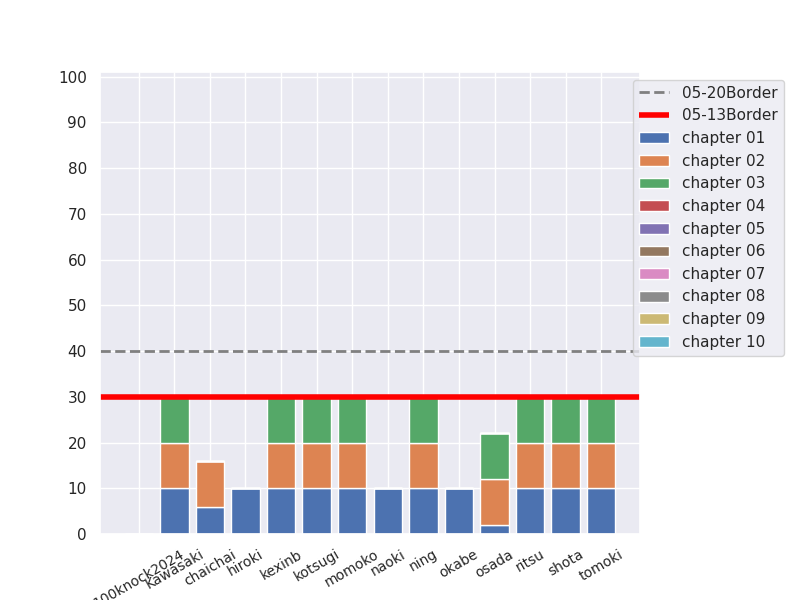 100
90
80
70
60
50
40
30
20
10
0
05-20Border
05-13Border
chapter 01
chapter 02
chapter 03
chapter 04
chapter 05
chapter 06
chapter 07
chapter 08
chapter 09
chapter 10
100knock2024
kawasaki
chaichai
hiroki
kexinb
kotsugi
momoko
naoki
ning
okabe
osada
ritsu
shota
tomoki